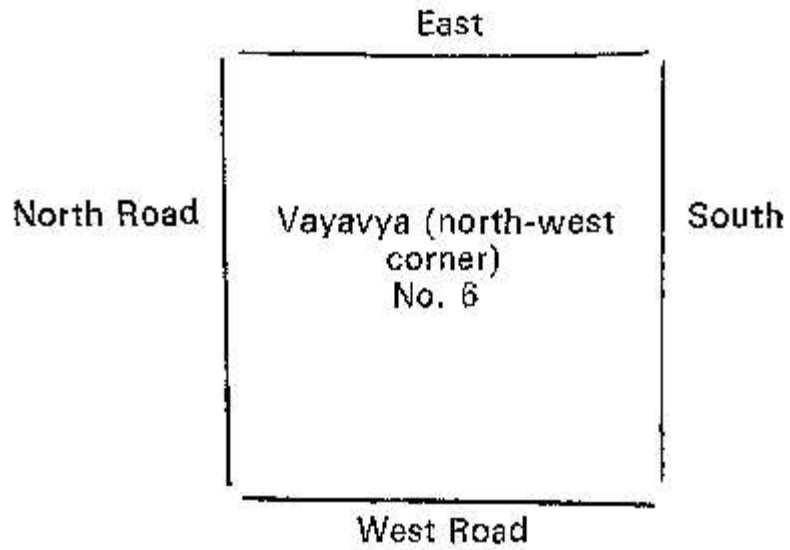 East
North Road
Vayavya (north-west
corner)
No. 6
South
West Road